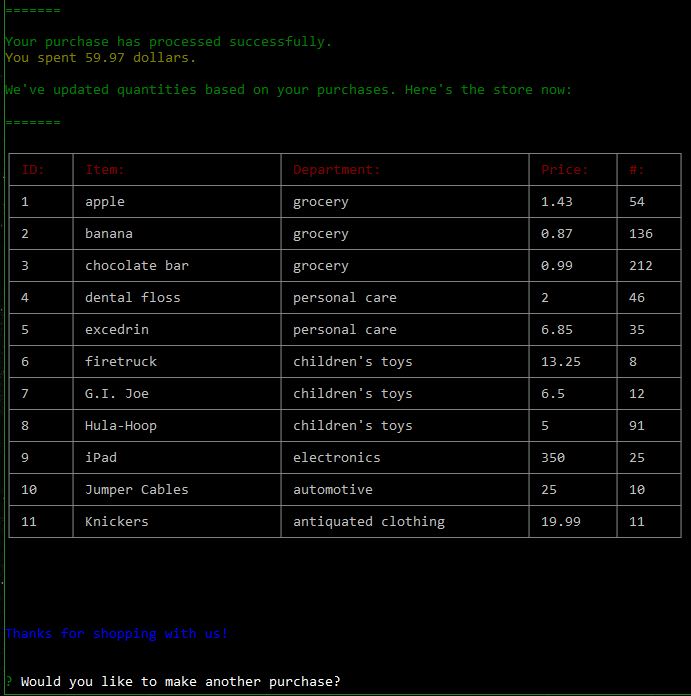 =======
Your purchase has processed successfully.
You spent 59.97 dollars.
We've updated quantities based on your purchases. Here's the store now:
=======
ID: Item: Department: Price: #:
1 apple grocery 1.43 54
2 banana grocery 0.87 136
3 chocolate bar grocery 0.99 212
4 dental floss personal care 2 46
5 excedrin personal care 6.85 35
6 firetruck children's toys 13.25 8
7 G.I. Joe children's toys 6.5 12
8 Hula-Hoop children's toys 5 91
9 iPad electronics 350 25
10 Jumper Cables automotive 25 10
11 Knickers antiquated clothing 19.99 11
Thanks for shopping with us!
? Would you like to make another purchase?